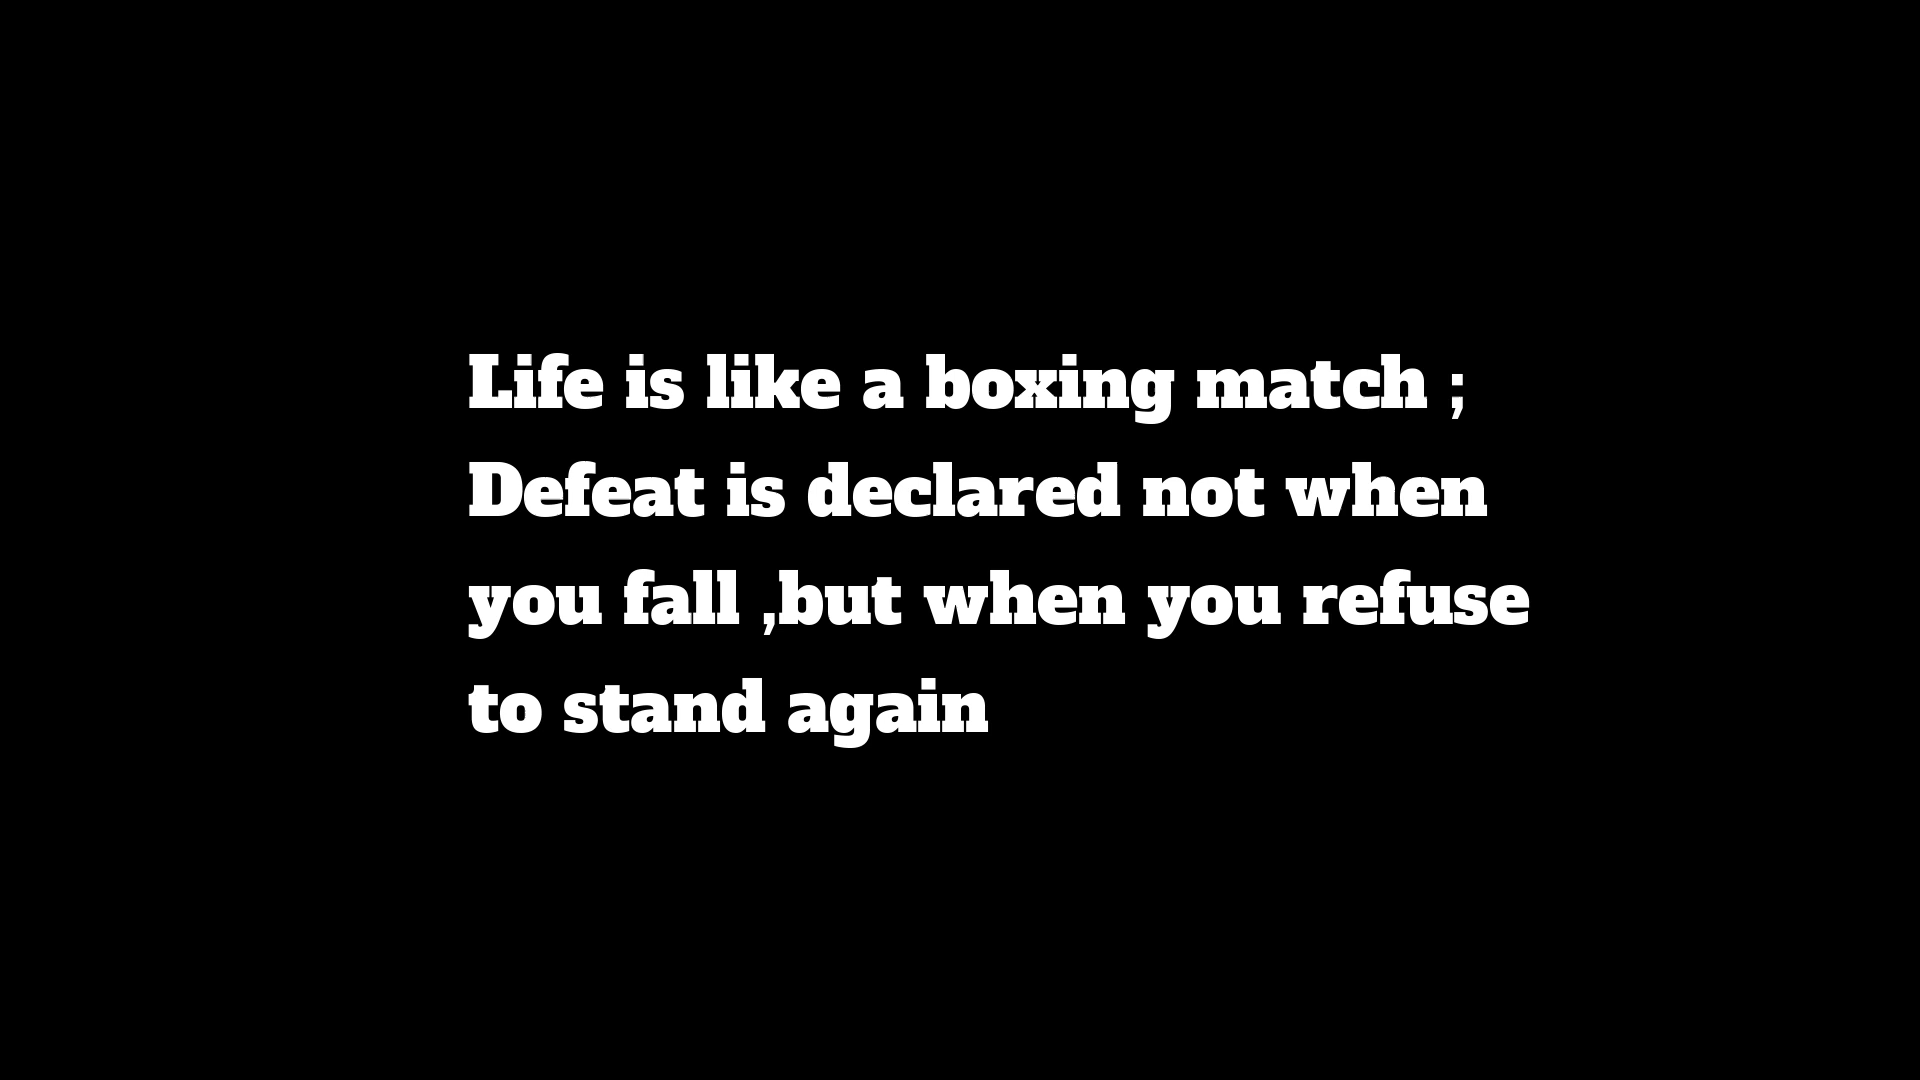 Life is like a boxing match ;
Defeat is declared not when
you fall ,but when you refuse
to stand again